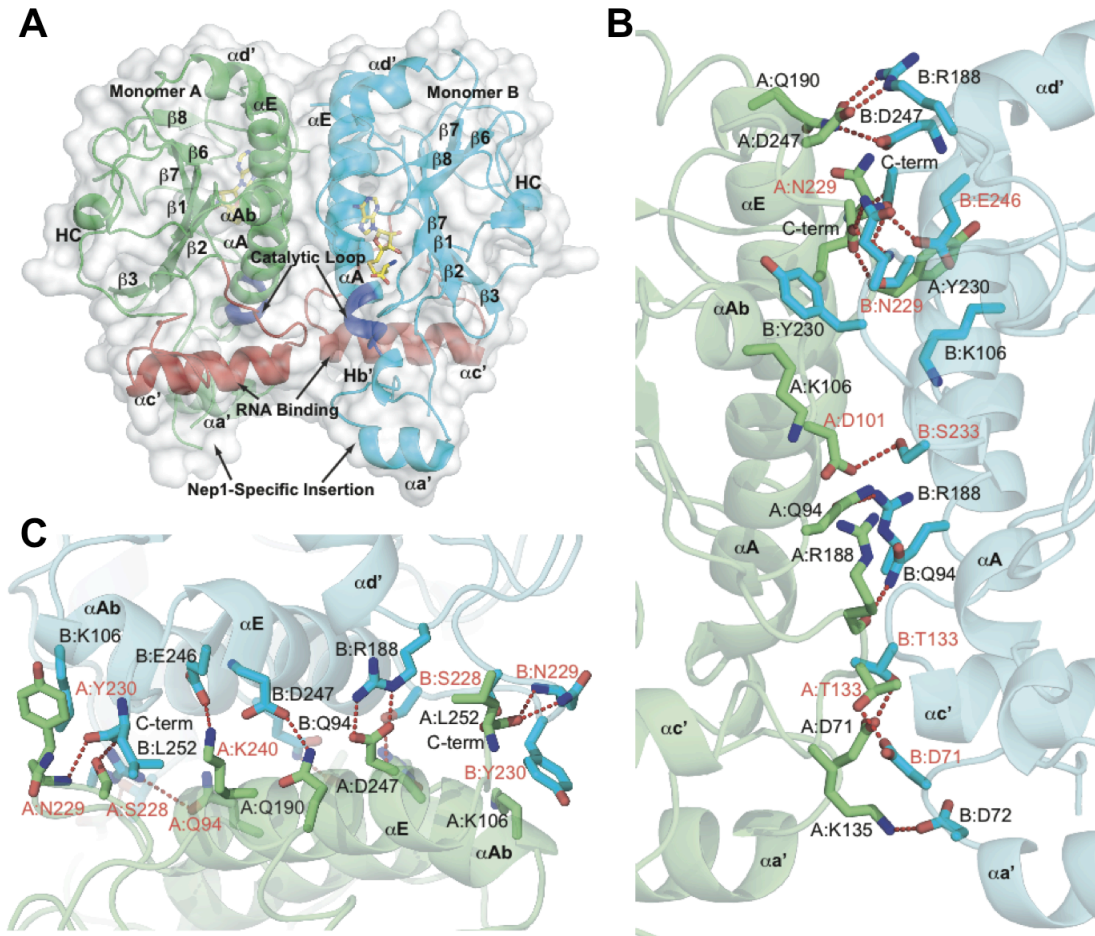 A
αd’
αd’
Monomer A
αE
αE
Monomer B
β8
β7
β6
β6
β8
β7
HC
β1
αAb
β7
HC
β2
αA
β1
Catalytic Loop
β3
αA
β2
β3
Hb’
αc’
αc’
RNA Binding
αa’
Nep1-Specific Insertion
αa’
B
A:Q190
B:R188
αd’
B:D247
A:D247
C-term
A:N229
B:E246
αE
C-term
B:N229
A:Y230
αAb
B:Y230
B:K106
A:K106
A:D101
B:S233
A:Q94
B:R188
αA
A:R188
αA
B:Q94
B:T133
A:T133
αc’
αc’
A:D71
B:D71
A:K135
B:D72
αa’
αa’
C
αd’
αAb
αE
B:K106
B:E246
B:R188
A:Y230
B:S228
B:N229
B:D247
C-term
B:Q94
A:L252
B:L252
C-term
A:K240
B:Y230
A:N229
A:S228
A:Q94
A:Q190
A:D247
A:K106
αE
αAb